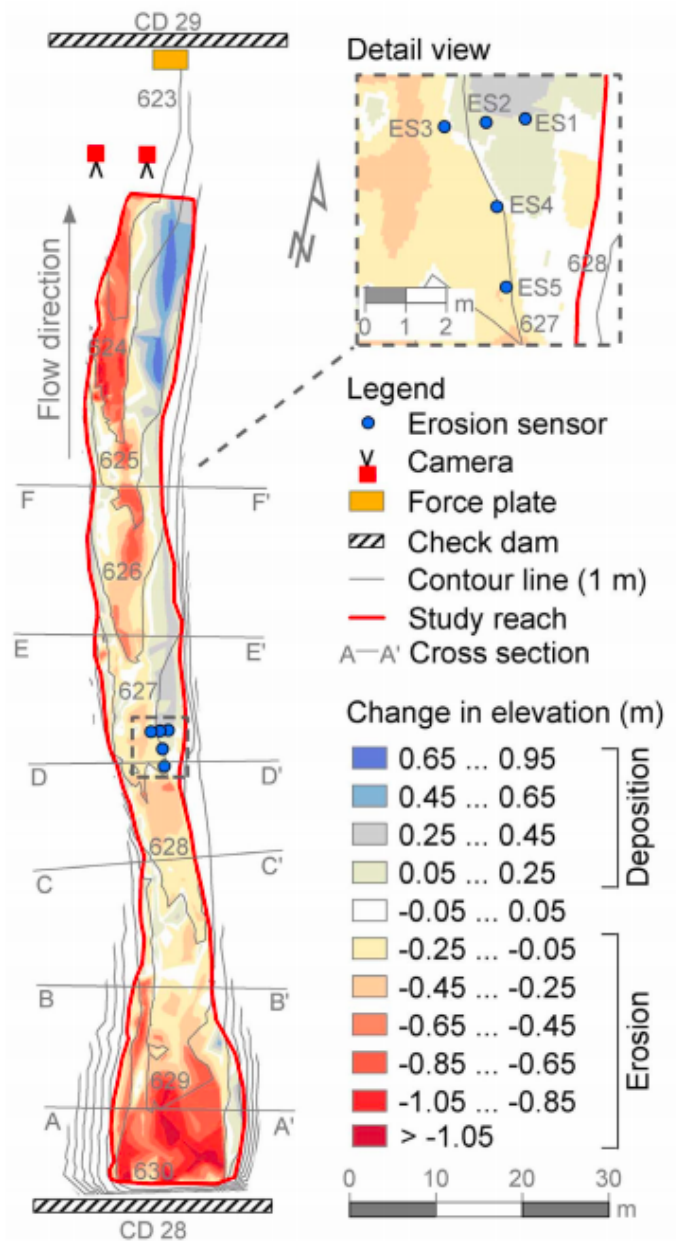 CD 29
623
Flow direction
N
624
625
F
F'
626
E
E'
627
D
D'
628
C
C'
B
B'
629
A
A'
630
CD 28
Detail view
ES3
ES2
ES1
ES4
ES5
628
627
0 1 2 m
Legend
Erosion sensor
Camera
Force plate
Check dam
Contour line (1 m)
Study reach
A A' Cross section
Change in elevation (m)
0.65 ... 0.95
0.45 ... 0.65
0.25 ... 0.45
0.05 ... 0.25
Deposition
-0.05 ... 0.05
-0.25 ... -0.05
-0.45 ... -0.25
-0.65 ... -0.45
-0.85 ... -0.65
-1.05 ... -0.85
> -1.05
Erosion
0 10 20 30
m